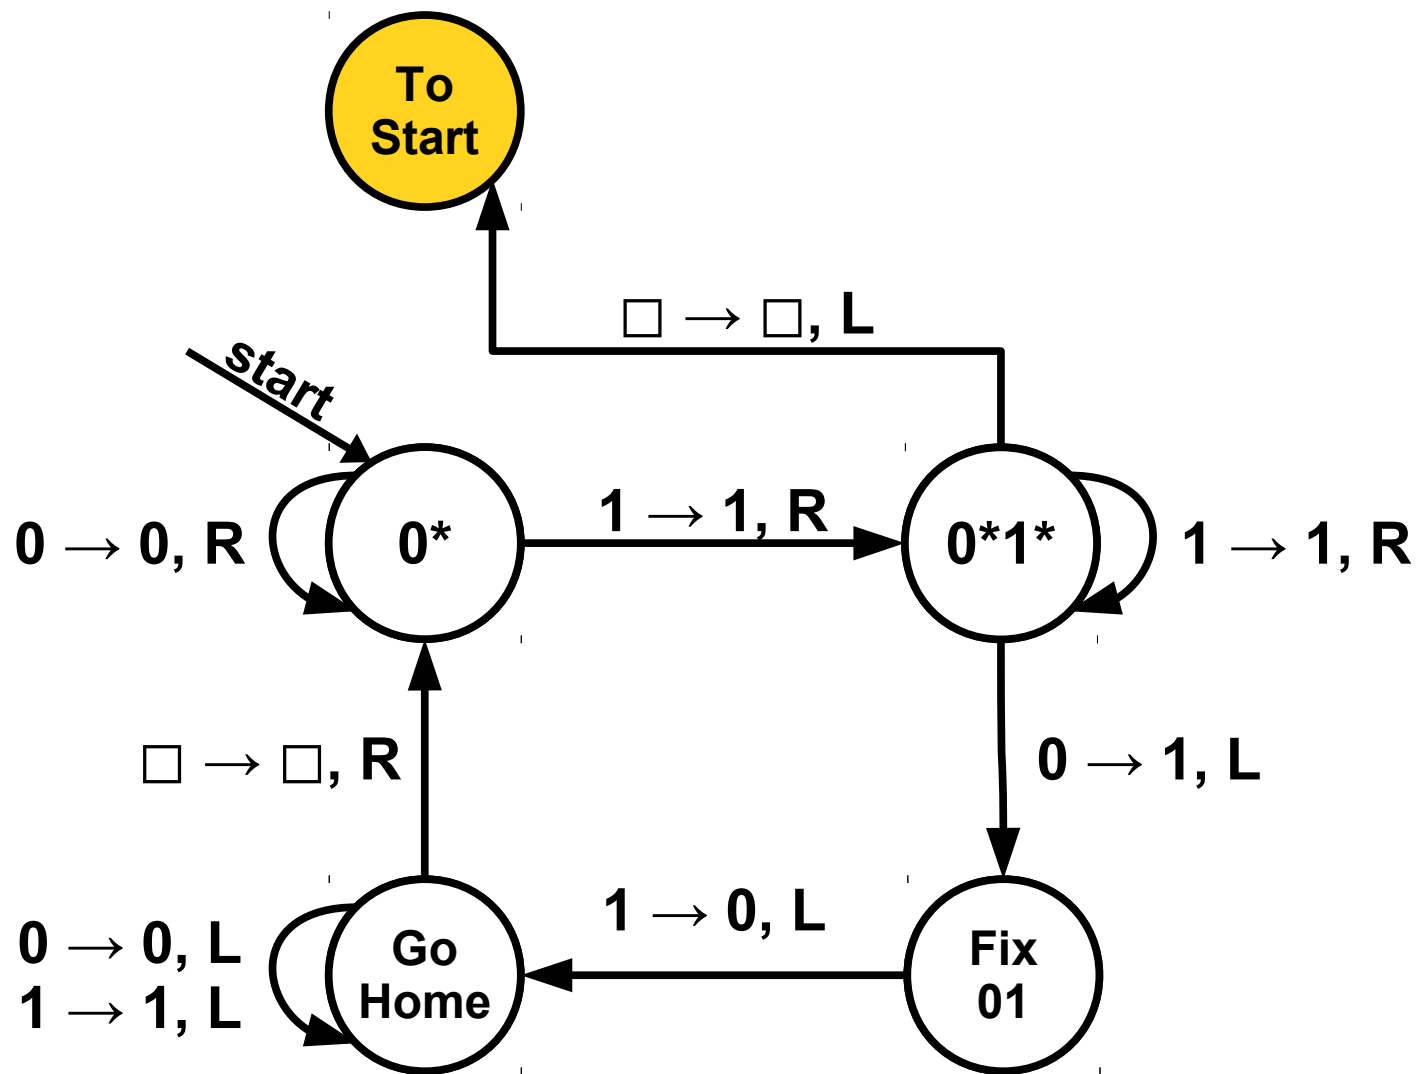 To
Start
□ → □, L
start
0 → 0, R
0*
1 → 1, R
0*1*
1 → 1, R
□ → □, R
0 → 1, L
0 → 0, L
1 → 1, L
Go
Home
1 → 0, L
Fix
01